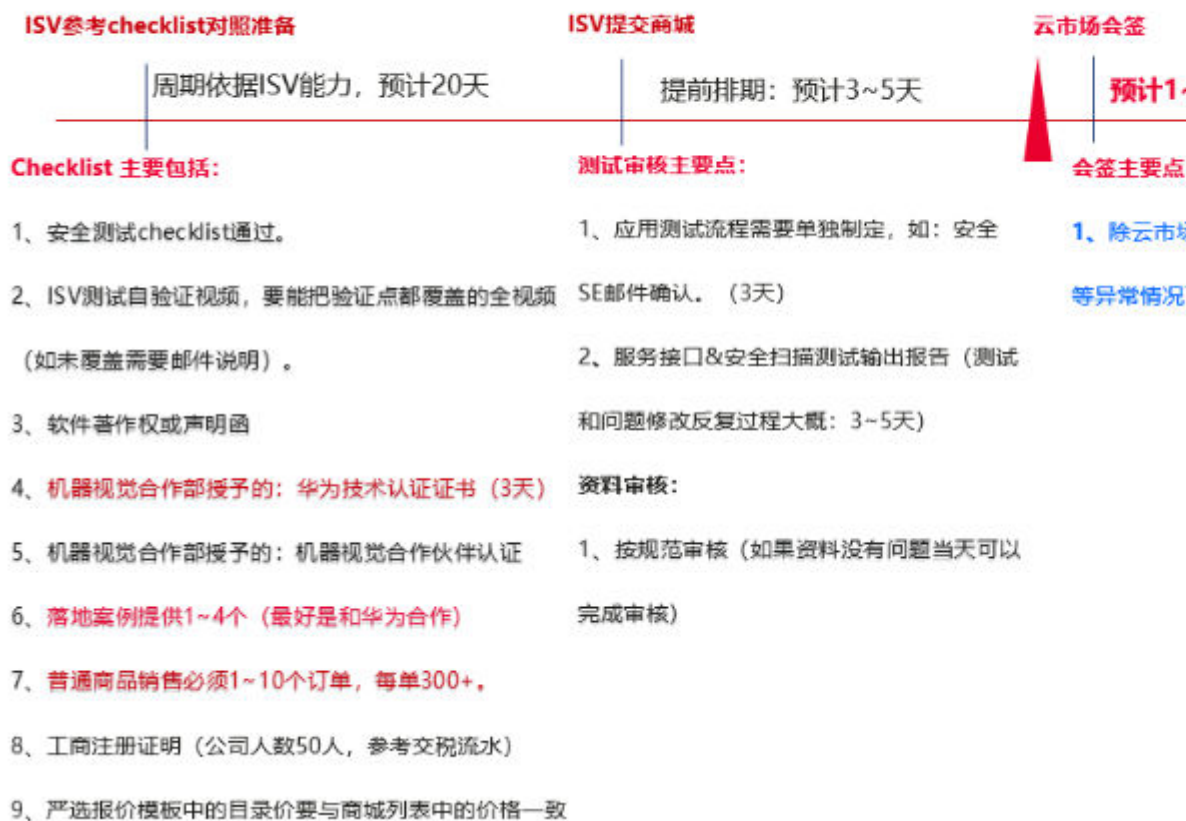 ISV参考checklist对照准备
周期依据ISV能力，预计20天
Checklist 主要包括：
1、安全测试checklist通过。
2、ISV测试自验证视频，要能把验证点都覆盖的全视频
（如未覆盖需要邮件说明）。
3、软件著作权或声明函
4、机器视觉合作部授予的：华为技术认证证书（3天）
5、机器视觉合作部授予的：机器视觉合作伙伴认证
6、落地案例提供1~4个（最好是和华为合作）
7、普通商品销售必须1~10个订单，每单300+。
8、工商注册证明（公司人数50人，参考交税流水）
9、严选报价模板中的目录价要与商城列表中的价格一致
ISV提交商城
提前排期：预计3~5天
测试审核主要点：
1、应用测试流程需要单独制定，如：安全
SE邮件确认。（3天）
2、服务接口&安全扫描测试输出报告（测试
和问题修改反复过程大概：3~5天）
资料审核：
1、按规范审核（如果资料没有问题当天可以
完成审核）
云市场会签
预计1~
会签主要点
1、除云市场
等异常情况